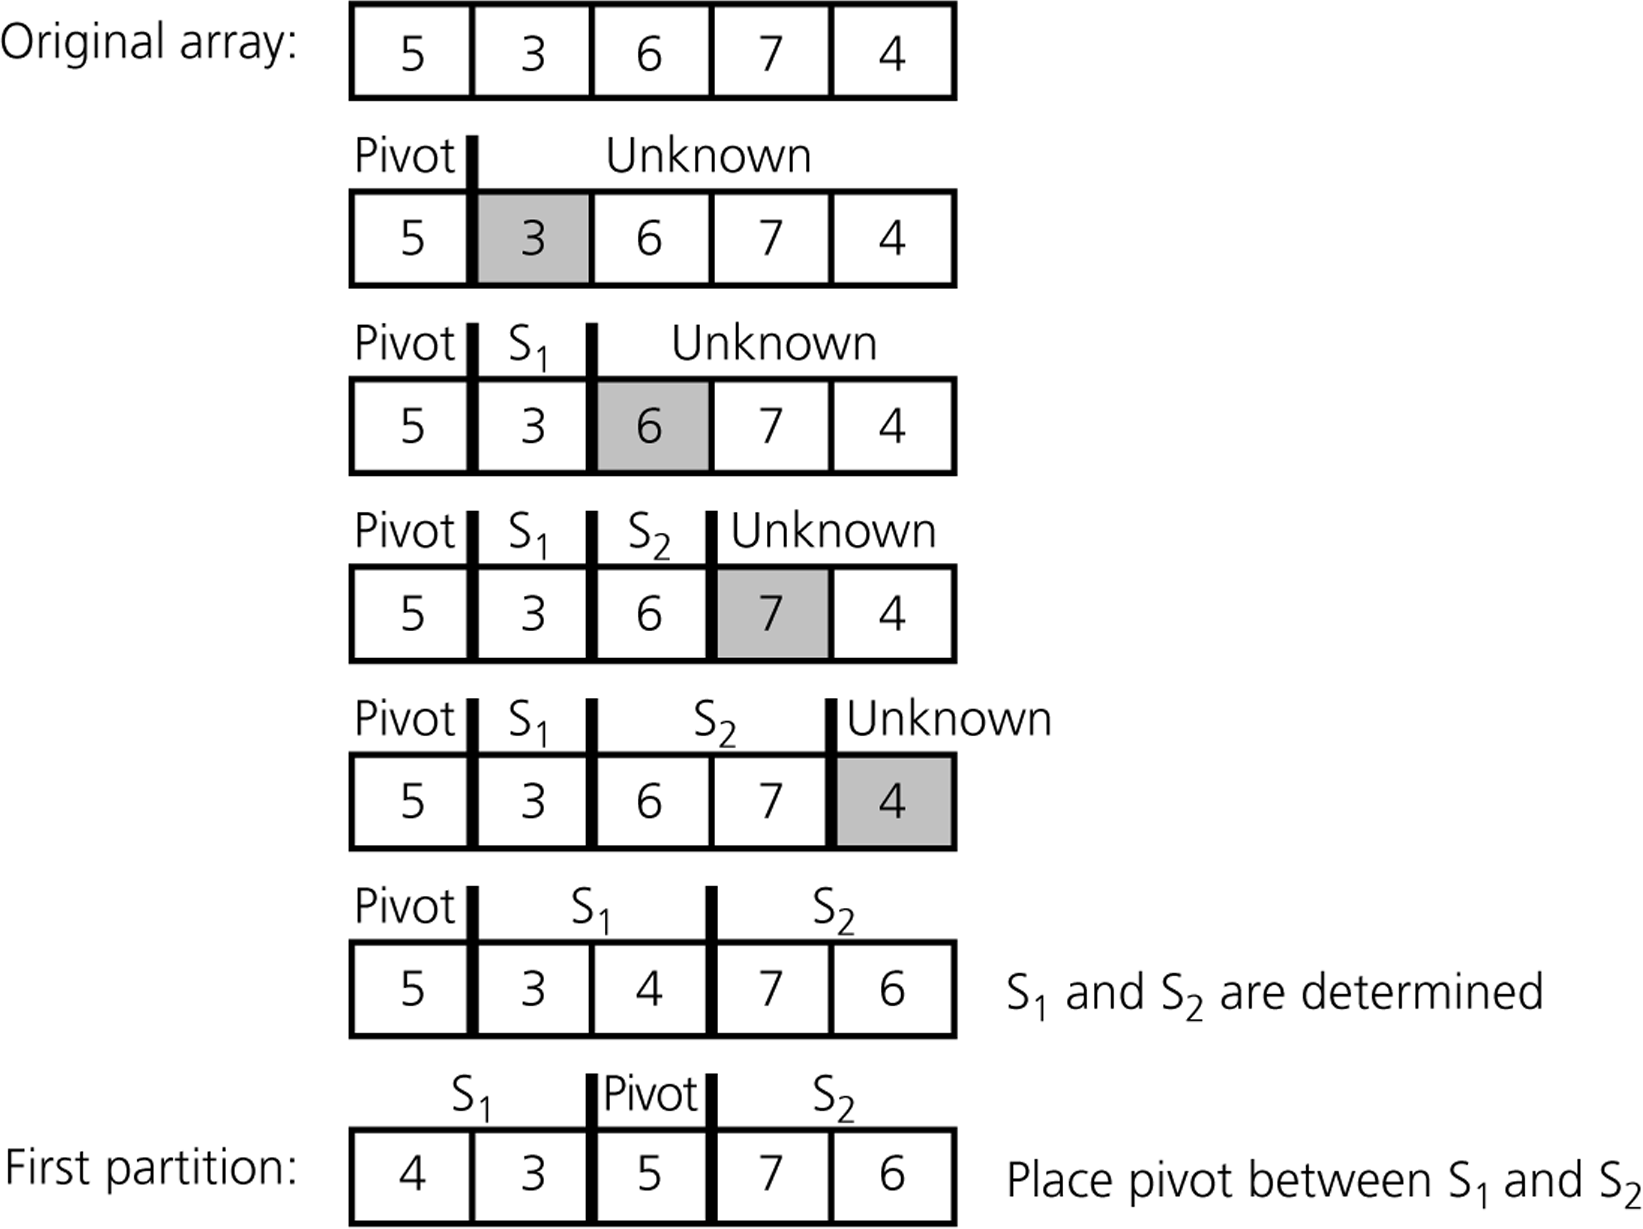 Original array: 5 3 6 7 4
Pivot Unknown
5 3 6 7 4
Pivot S₁ Unknown
5 3 6 7 4
Pivot S₁ S₂ Unknown
5 3 6 7 4
Pivot S₁ S₂ Unknown
5 3 6 7 4
Pivot S₁ S₂
5 3 4 7 6 S₁ and S₂ are determined
S₁ Pivot S₂
First partition: 4 3 5 7 6 Place pivot between S₁ and S₂